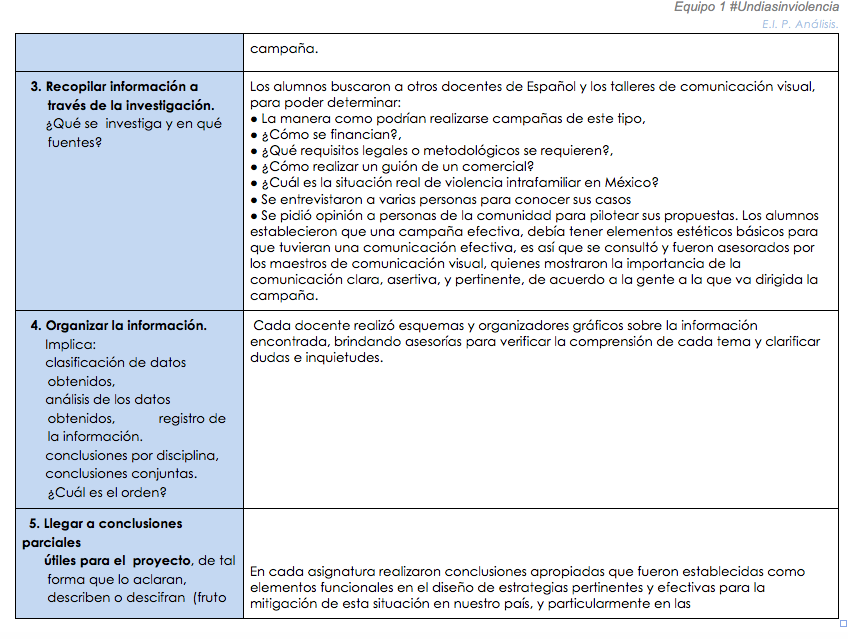 Equipo 1 #Undiasinviolencia
E.I. P. Análisis.
campaña.
3. Recopilar información a
través de la investigación.
¿Qué se investiga y en qué
fuentes?
Los alumnos buscaron a otros docentes de Español y los talleres de comunicación visual,
para poder determinar:
● La manera como podrían realizarse campañas de este tipo,
● ¿Cómo se financian?,
● ¿Qué requisitos legales o metodológicos se requieren?,
● ¿Cómo realizar un guión de un comercial?
● ¿Cuál es la situación real de violencia intrafamiliar en México?
● Se entrevistaron a varias personas para conocer sus casos
● Se pidió opinión a personas de la comunidad para pilotear sus propuestas. Los alumnos
establecieron que una campaña efectiva, debía tener elementos estéticos básicos para
que tuvieran una comunicación efectiva, es así que se consultó y fueron asesorados por
los maestros de comunicación visual, quienes mostraron la importancia de la
comunicación clara, asertiva, y pertinente, de acuerdo a la gente a la que va dirigida la
campaña.
4. Organizar la información.
Implica:
clasificación de datos
obtenidos,
análisis de los datos
obtenidos, registro de
la información.
conclusiones por disciplina,
conclusiones conjuntas.
¿Cuál es el orden?
Cada docente realizó esquemas y organizadores gráficos sobre la información
encontrada, brindando asesorías para verificar la comprensión de cada tema y clarificar
dudas e inquietudes.
5. Llegar a conclusiones
parciales
útiles para el proyecto, de tal
forma que lo aclaran,
describen o descifran (fruto
En cada asignatura realizaron conclusiones apropiadas que fueron establecidas como
elementos funcionales en el diseño de estrategias pertinentes y efectivas para la
mitigación de esta situación en nuestro país, y particularmente en las